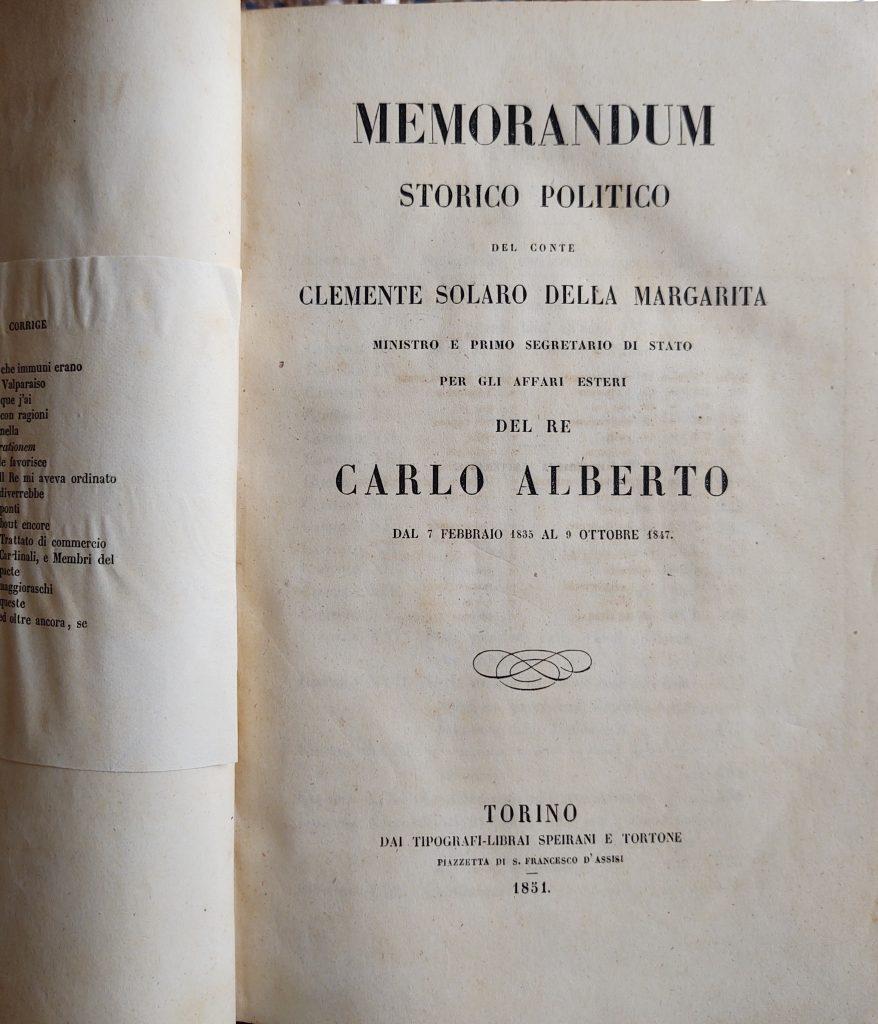 CORRIGE
che immuni erano
Valparaiso
que j'ai
con ragioni
nella
rationem
le favorisce
Il Re mi aveva ordinato
diverrebbe
ponti
bout encore
Trattato di commercio
Cardinali, e Membri del
pacte
maggioraschi
queste
ed oltre ancora, se
MEMORANDUM
STORICO POLITICO
DEL CONTE
CLEMENTE SOLARO DELLA MARGARITA
MINISTRO E PRIMO SEGRETARIO DI STATO
PER GLI AFFARI ESTERI
DEL RE
CARLO ALBERTO
DAL 7 FEBBRAIO 1835 AL 9 OTTOBRE 1847.
TORINO
DAI TIPOGRAFI-LIBRAI SPEIRANI E TORTONE
PIAZZETTA DI S. FRANCESCO D'ASSISI
1851.